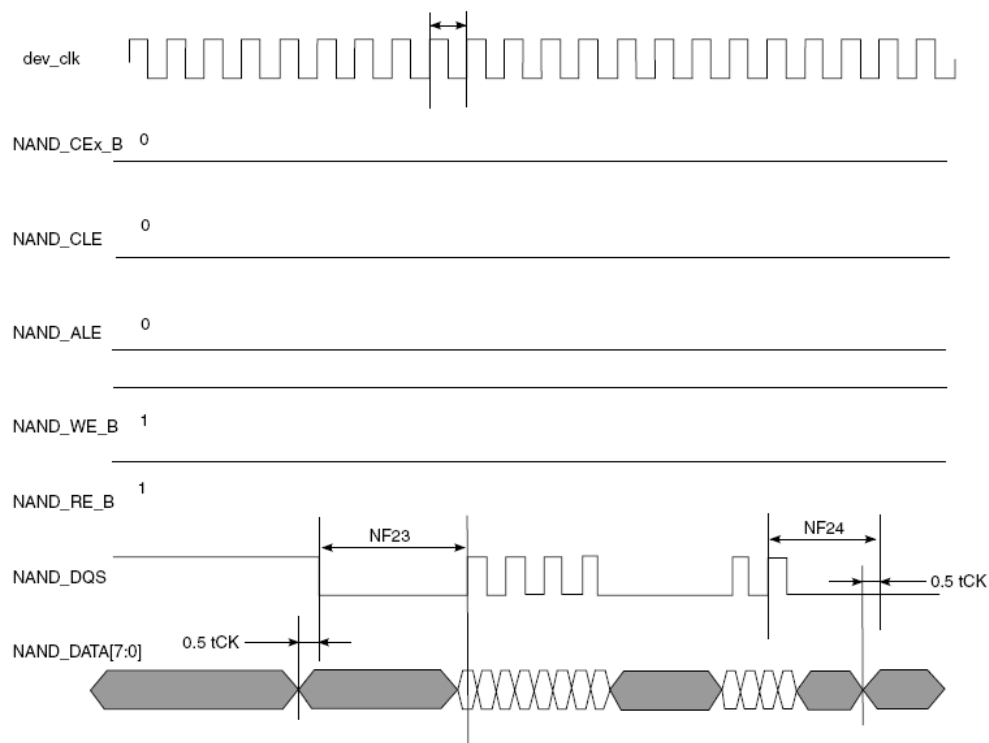 dev_clk
NAND_CEx_B 0
NAND_CLE 0
NAND_ALE 0
NAND_WE_B 1
NAND_RE_B 1
NF23
NF24
NAND_DQS
0.5 tCK
0.5 tCK
NAND_DATA[7:0]